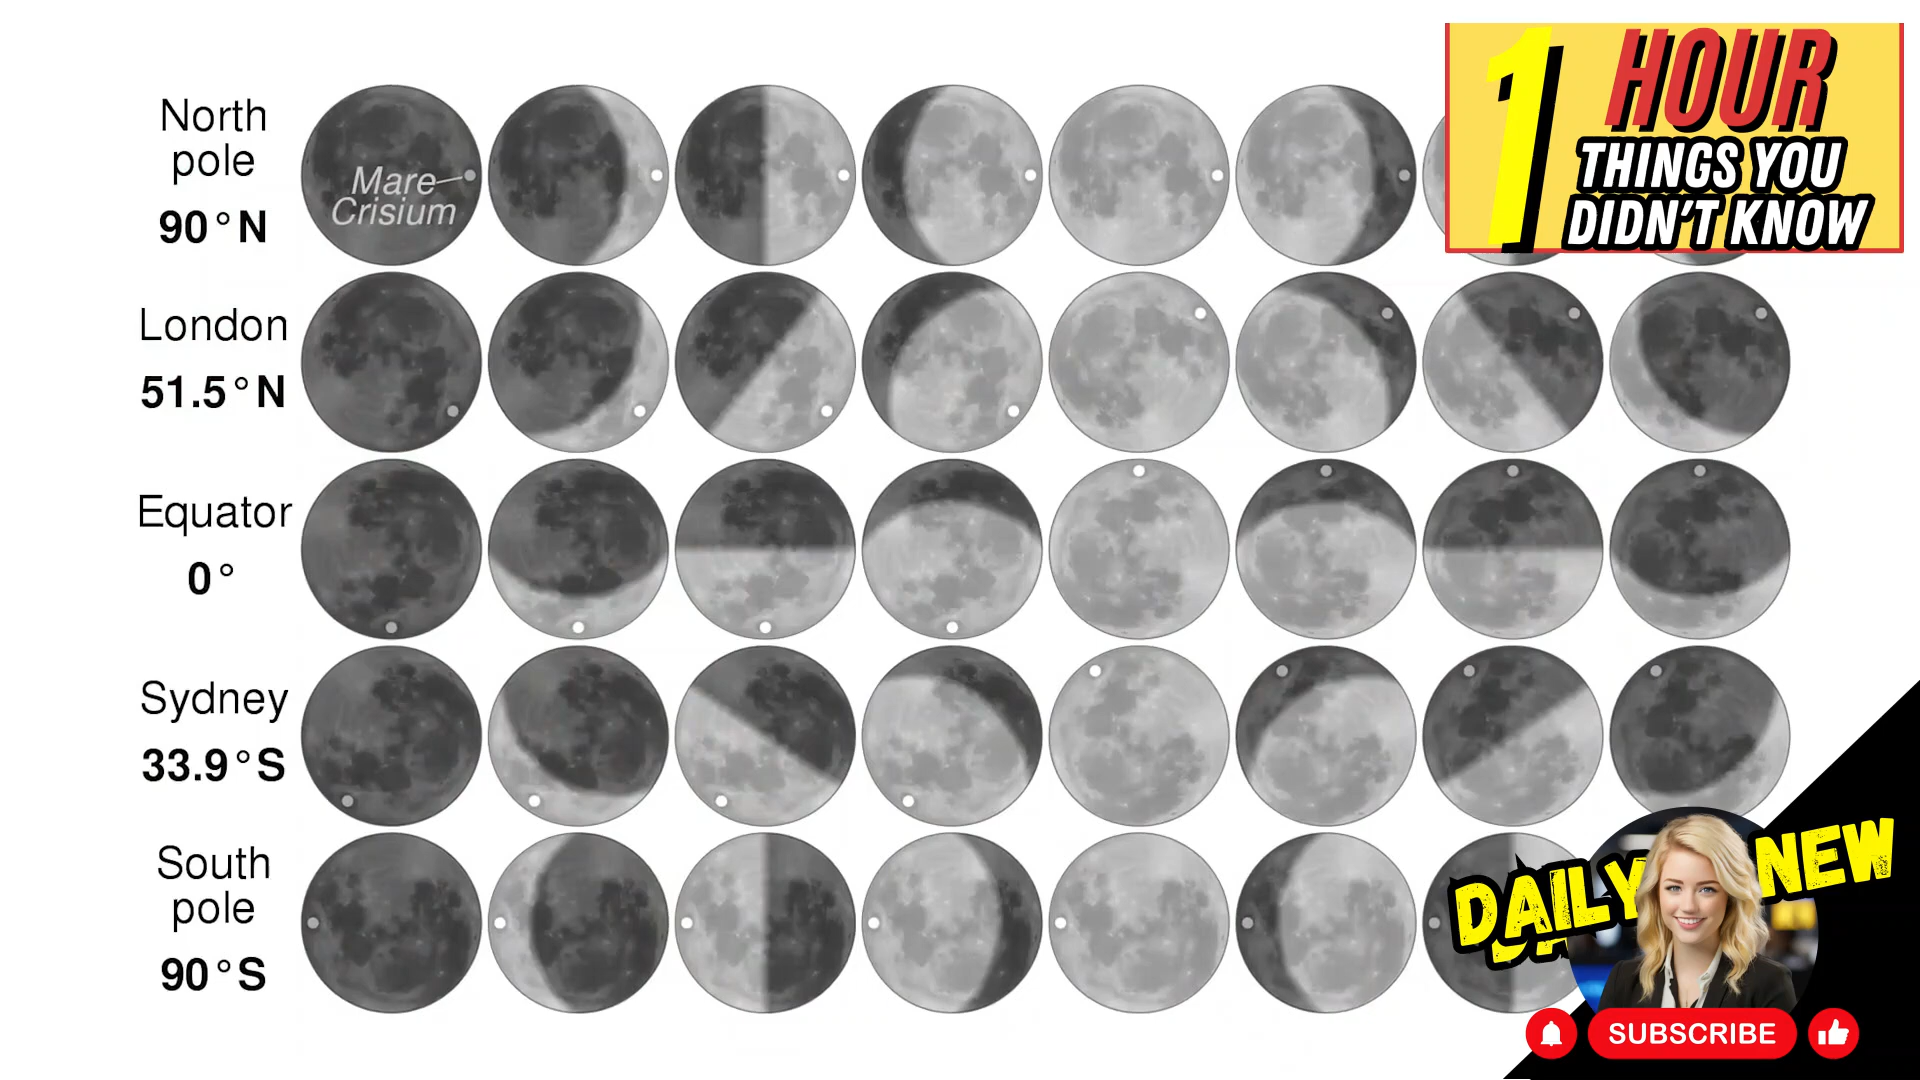 North
pole
90°N
Mare
Crisium
London
51.5°N
Equator
0°
Sydney
33.9°S
South
pole
90°S
1 HOUR
THINGS YOU
DIDN'T KNOW
DAILY NEW
SUBSCRIBE